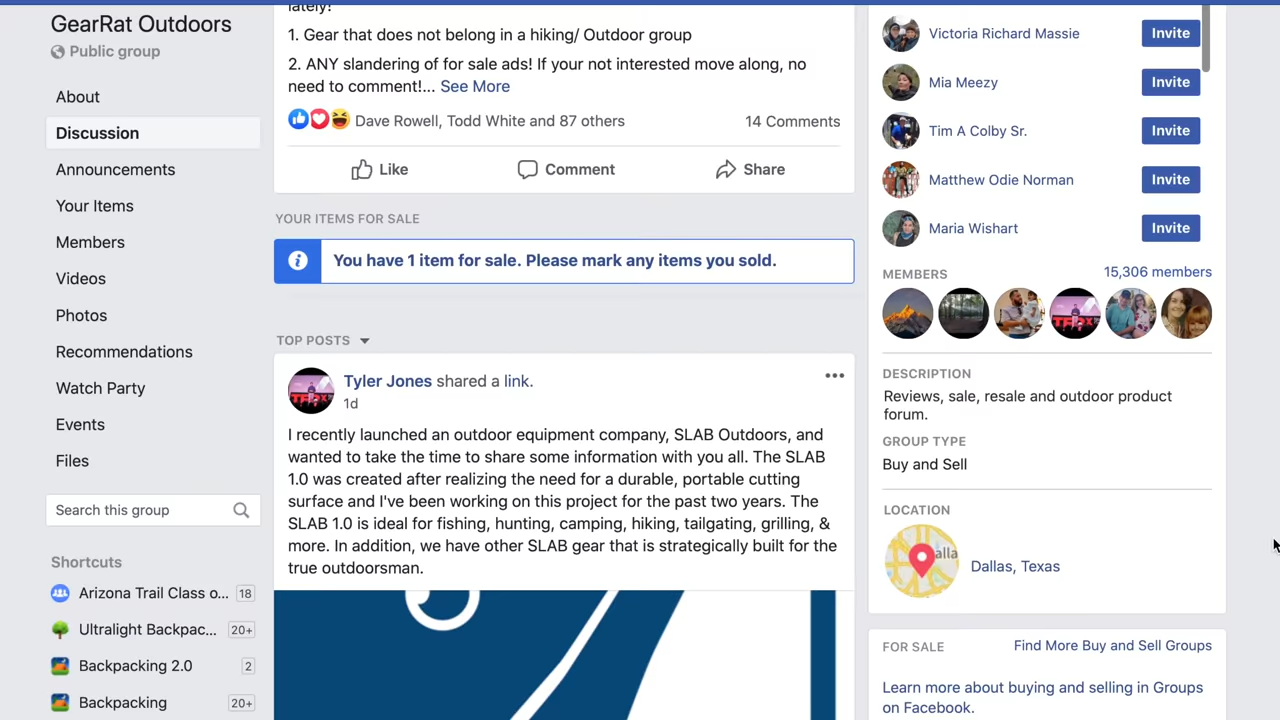 GearRat Outdoors
Public group
About
Discussion
Announcements
Your Items
Members
Videos
Photos
Recommendations
Watch Party
Events
Files
Search this group
Shortcuts
Arizona Trail Class o... 18
Ultralight Backpac... 20+
Backpacking 2.0 2
Backpacking 20+
lately!
1. Gear that does not belong in a hiking/ Outdoor group
2. ANY slandering of for sale ads! If your not interested move along, no
need to comment!... See More
Dave Rowell, Todd White and 87 others 14 Comments
Like Comment Share
YOUR ITEMS FOR SALE
You have 1 item for sale. Please mark any items you sold.
TOP POSTS
Tyler Jones shared a link.
1d
I recently launched an outdoor equipment company, SLAB Outdoors, and
wanted to take the time to share some information with you all. The SLAB
1.0 was created after realizing the need for a durable, portable cutting
surface and I've been working on this project for the past two years. The
SLAB 1.0 is ideal for fishing, hunting, camping, hiking, tailgating, grilling, &
more. In addition, we have other SLAB gear that is strategically built for the
true outdoorsman.
Victoria Richard Massie Invite
Mia Meezy Invite
Tim A Colby Sr. Invite
Matthew Odie Norman Invite
Maria Wishart Invite
MEMBERS 15,306 members
DESCRIPTION
Reviews, sale, resale and outdoor product
forum.
GROUP TYPE
Buy and Sell
LOCATION
alla
Dallas, Texas
FOR SALE Find More Buy and Sell Groups
Learn more about buying and selling in Groups
on Facebook.